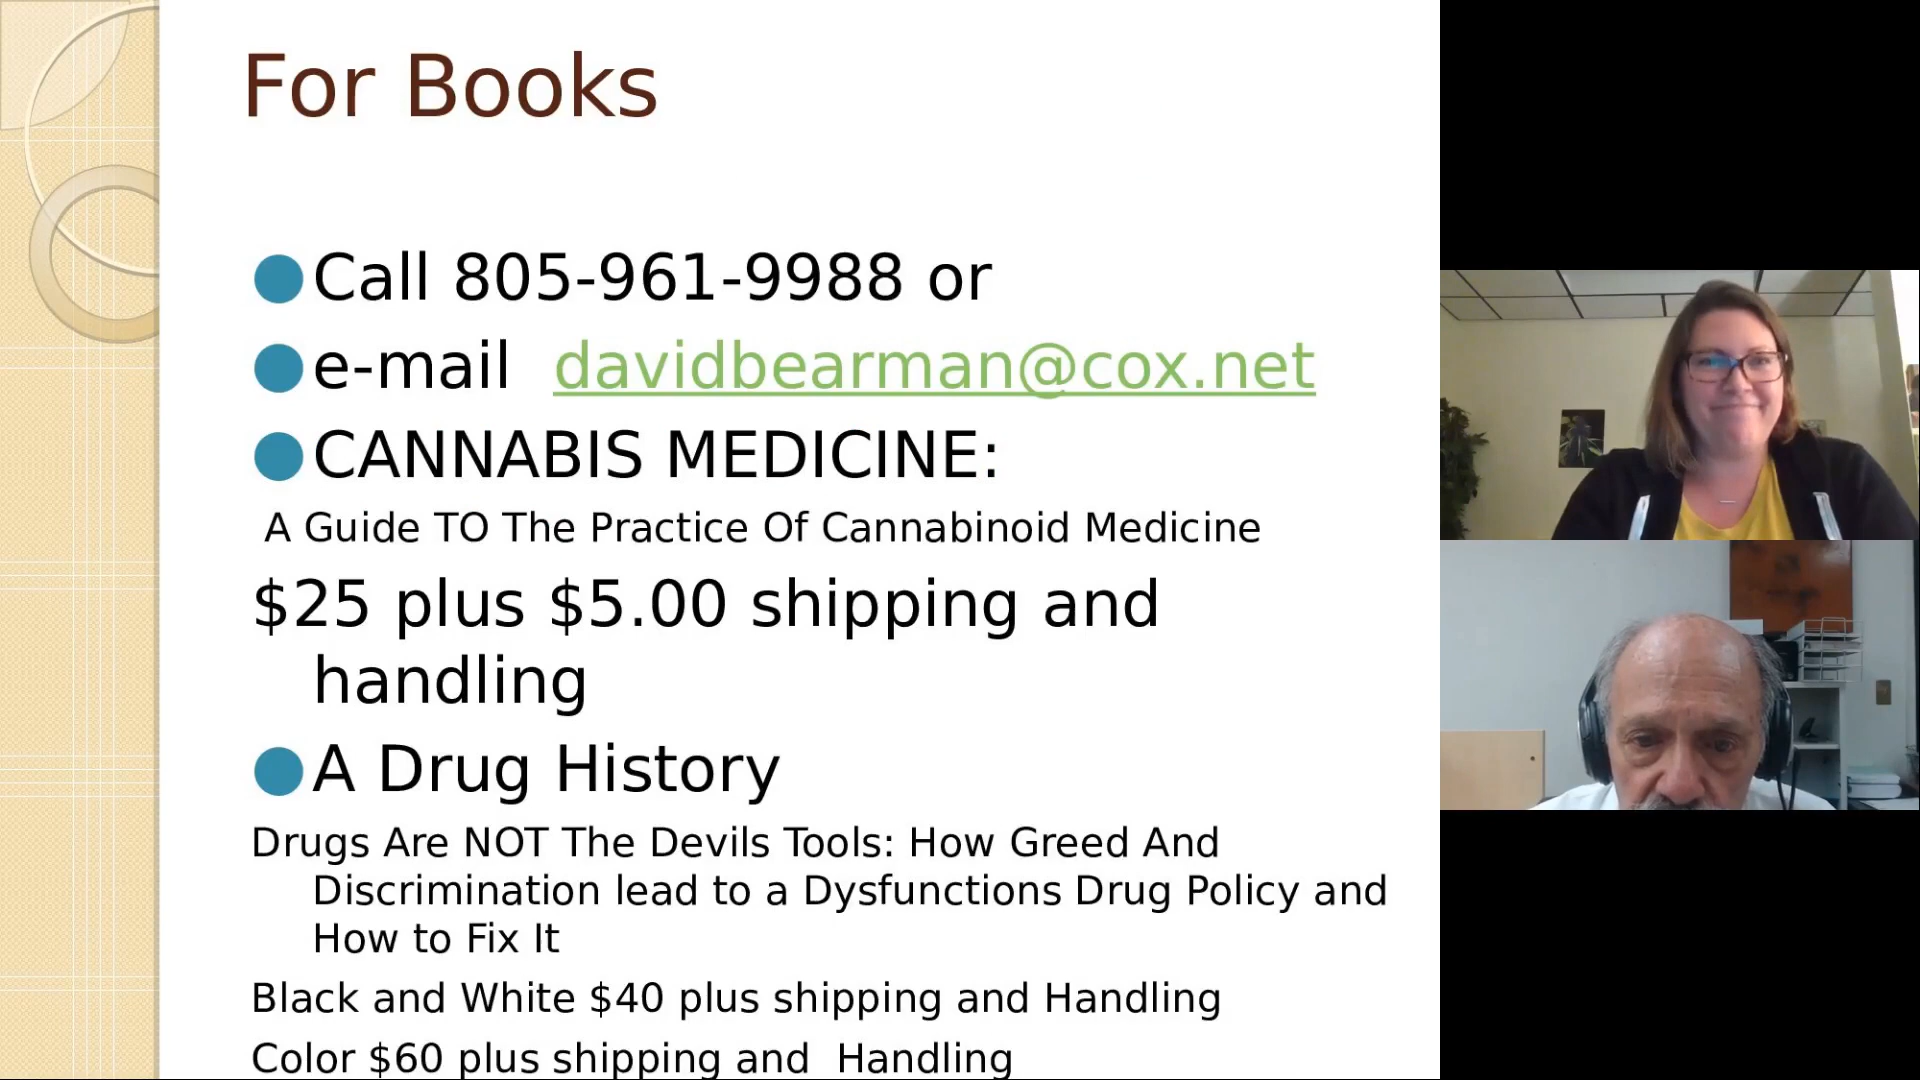 For Books
Call 805-961-9988 or
e-mail davidbearman@cox.net
CANNABIS MEDICINE:
A Guide TO The Practice Of Cannabinoid Medicine
$25 plus $5.00 shipping and
handling
A Drug History
Drugs Are NOT The Devils Tools: How Greed And
Discrimination lead to a Dysfunctions Drug Policy and
How to Fix It
Black and White $40 plus shipping and Handling
Color $60 plus shipping and Handling